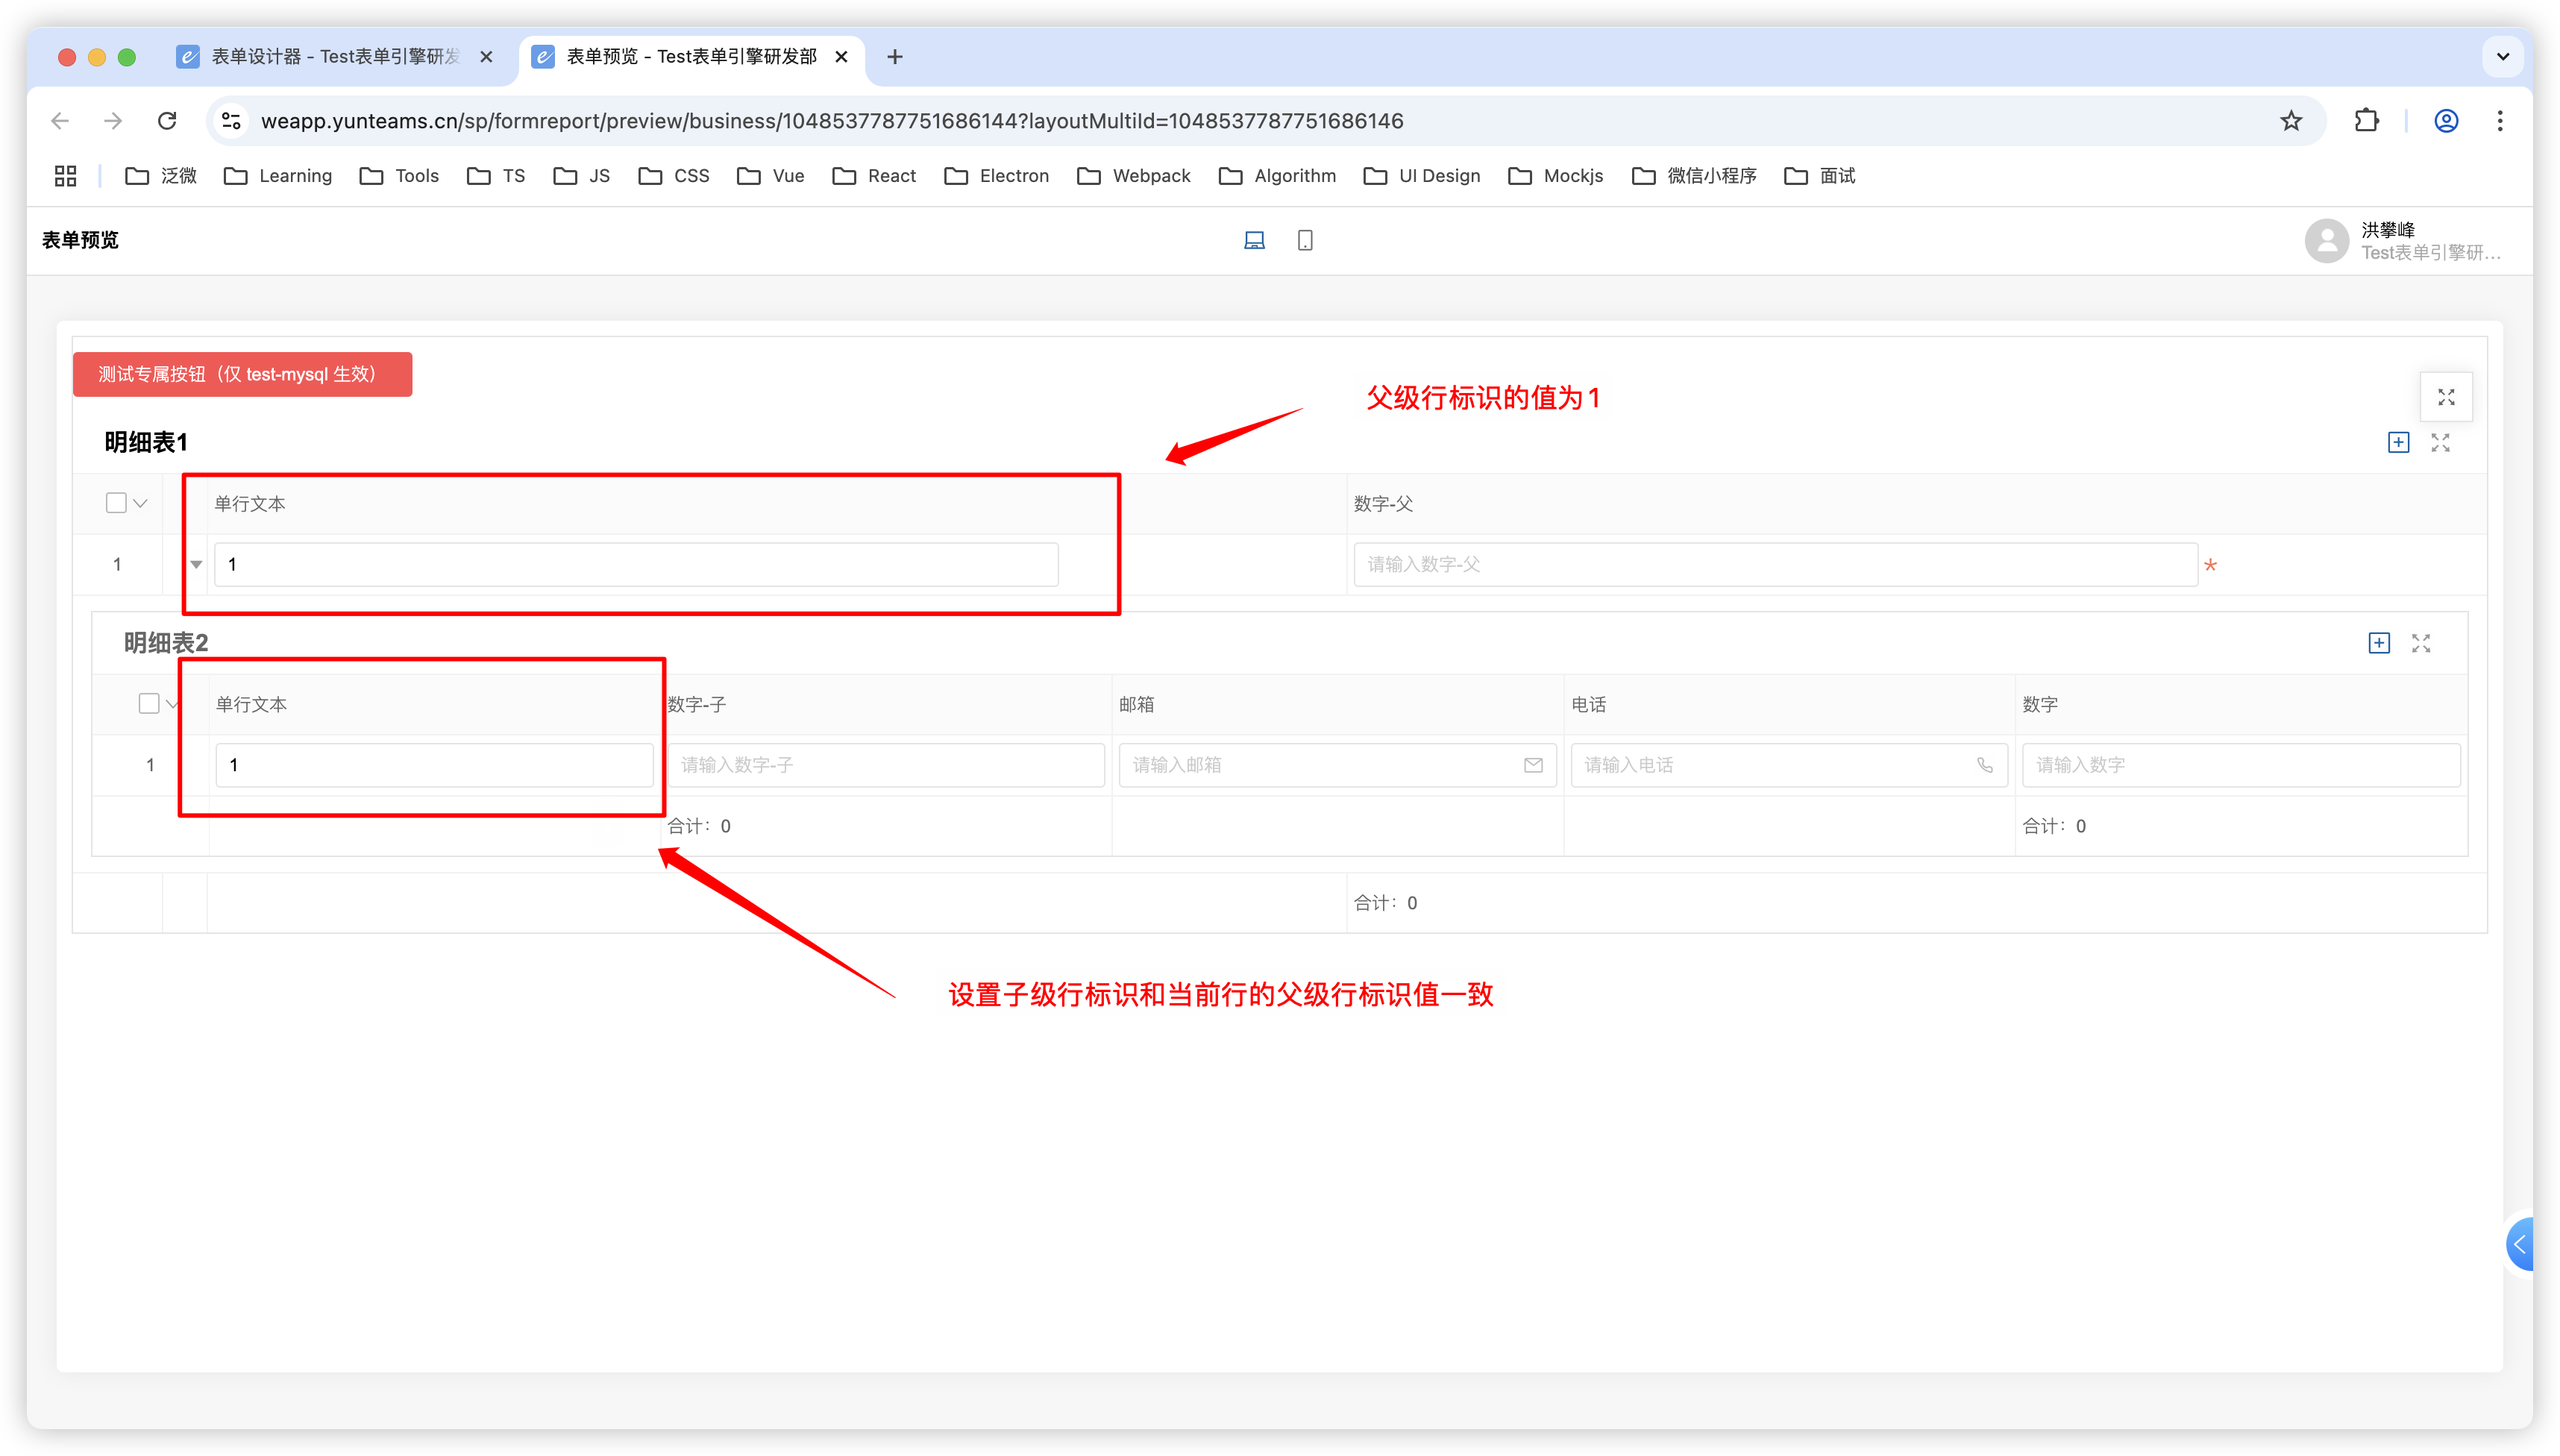 表单设计器 - Test表单引擎研发
表单预览 - Test表单引擎研发部
weapp.yunteams.cn/sp/formreport/preview/business/1048537787751686144?layoutMultiId=1048537787751686146
泛微 Learning Tools TS JS CSS Vue React Electron Webpack Algorithm UI Design Mockjs 微信小程序 面试
表单预览
洪攀峰
Test表单引擎研...
测试专属按钮（仅 test-mysql 生效）
父级行标识的值为1
明细表1
单行文本 数字-父
1 1 请输入数字-父 *
明细表2
单行文本 数字-子 邮箱 电话 数字
1 1 请输入数字-子 请输入邮箱 请输入电话 请输入数字
合计：0 合计：0
合计：0
设置子级行标识和当前行的父级行标识值一致